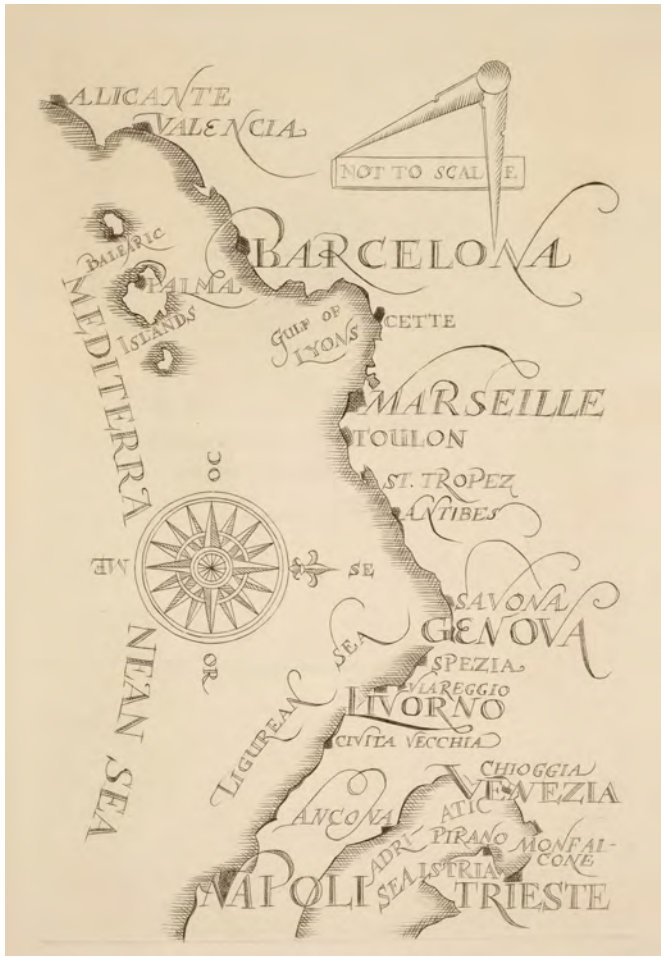 ALICANTE
VALENCIA
NOT TO SCALE
BALEARIC
BARCELONA
PALMA
ISLANDS
GULF OF
LYONS
CETTE
MEDITERRA
NEAN SEA
MARSEILLE
TOULON
ST. TROPEZ
ANTIBES
OC
ME
SE
OR
SAVONA
GENOVA
SPEZIA
VIAREGGIO
LIVORNO
LIGUREAN SEA
CIVITA VECCHIA
CHIOGGIA
VENEZIA
ANCONA
ADRI-
ATIC
SEA
PIRANO
MONFAL-
CONE
ISTRIA
NAPOLI
TRIESTE